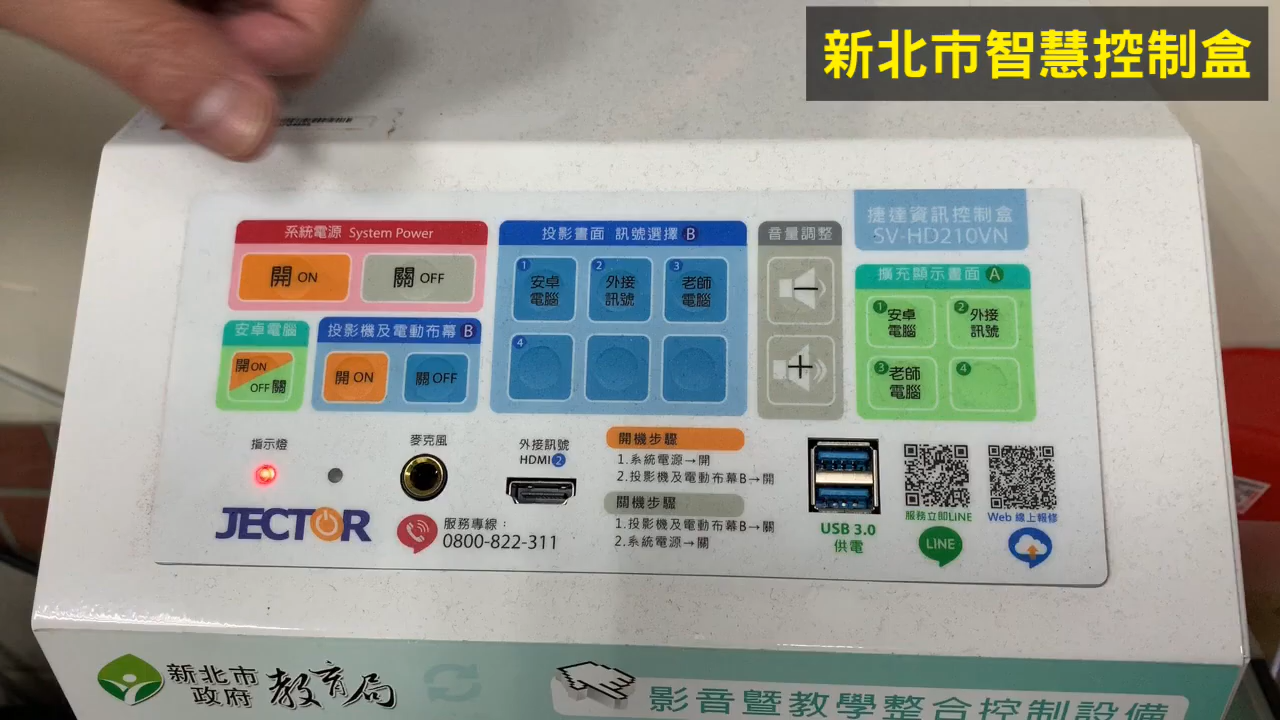 新北市智慧控制盒
捷達資訊控制盒
SV-HD210VN
系統電源 System Power
開 ON
關 OFF
投影畫面 訊號選擇 B
1 安卓電腦
2 外接訊號
3 老師電腦
4
音量調整
−
+
擴充顯示畫面 A
1 安卓電腦
2 外接訊號
3 老師電腦
4
安卓電腦
開 ON
OFF 關
投影機及電動布幕 B
開 ON
關 OFF
指示燈
麥克風
外接訊號
HDMI 2
開機步驟
1.系統電源→開
2.投影機及電動布幕B→開
關機步驟
1.投影機及電動布幕B→關
2.系統電源→關
USB 3.0
供電
服務立即LINE
LINE
Web 線上報修
JECTOR
服務專線：
0800-822-311
新北市政府 教育局
影音暨教學整合控制設備